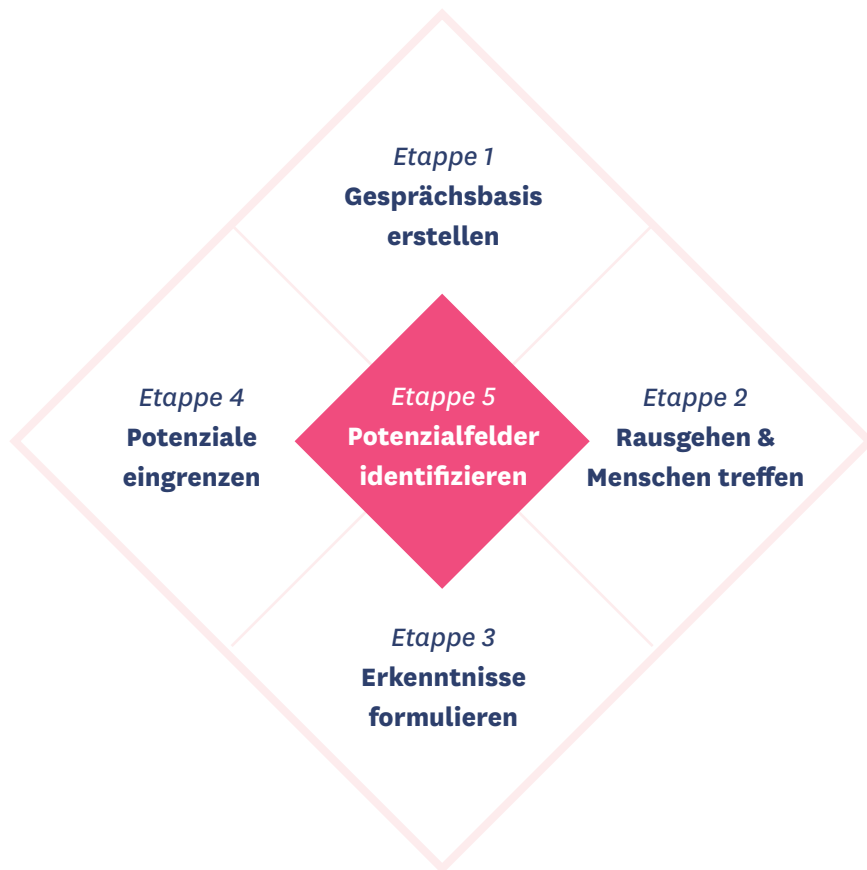 Etappe 1
Gesprächsbasis
erstellen
Etappe 2
Rausgehen &
Menschen treffen
Etappe 3
Erkenntnisse
formulieren
Etappe 4
Potenziale
eingrenzen
Etappe 5
Potenzialfelder
identifizieren